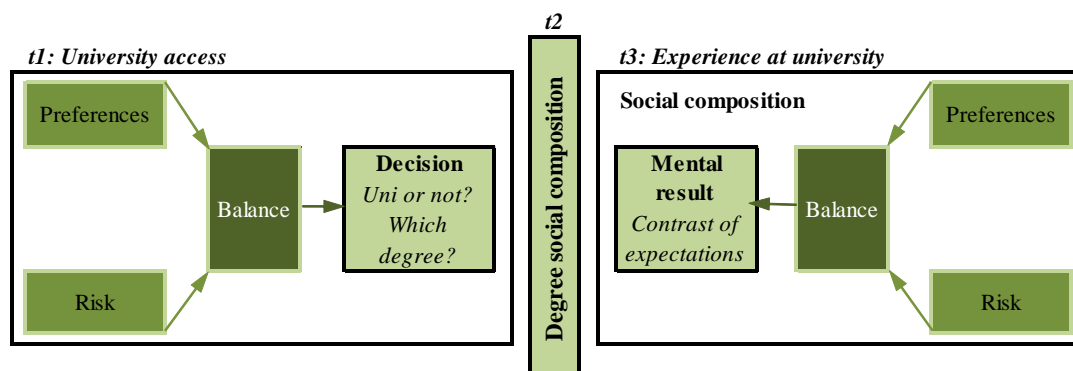 t1: University access
Preferences
Balance
Risk
Decision
Uni or not?
Which
degree?
t2
Degree social composition
t3: Experience at university
Social composition
Mental
result
Contrast of
expectations
Balance
Preferences
Risk